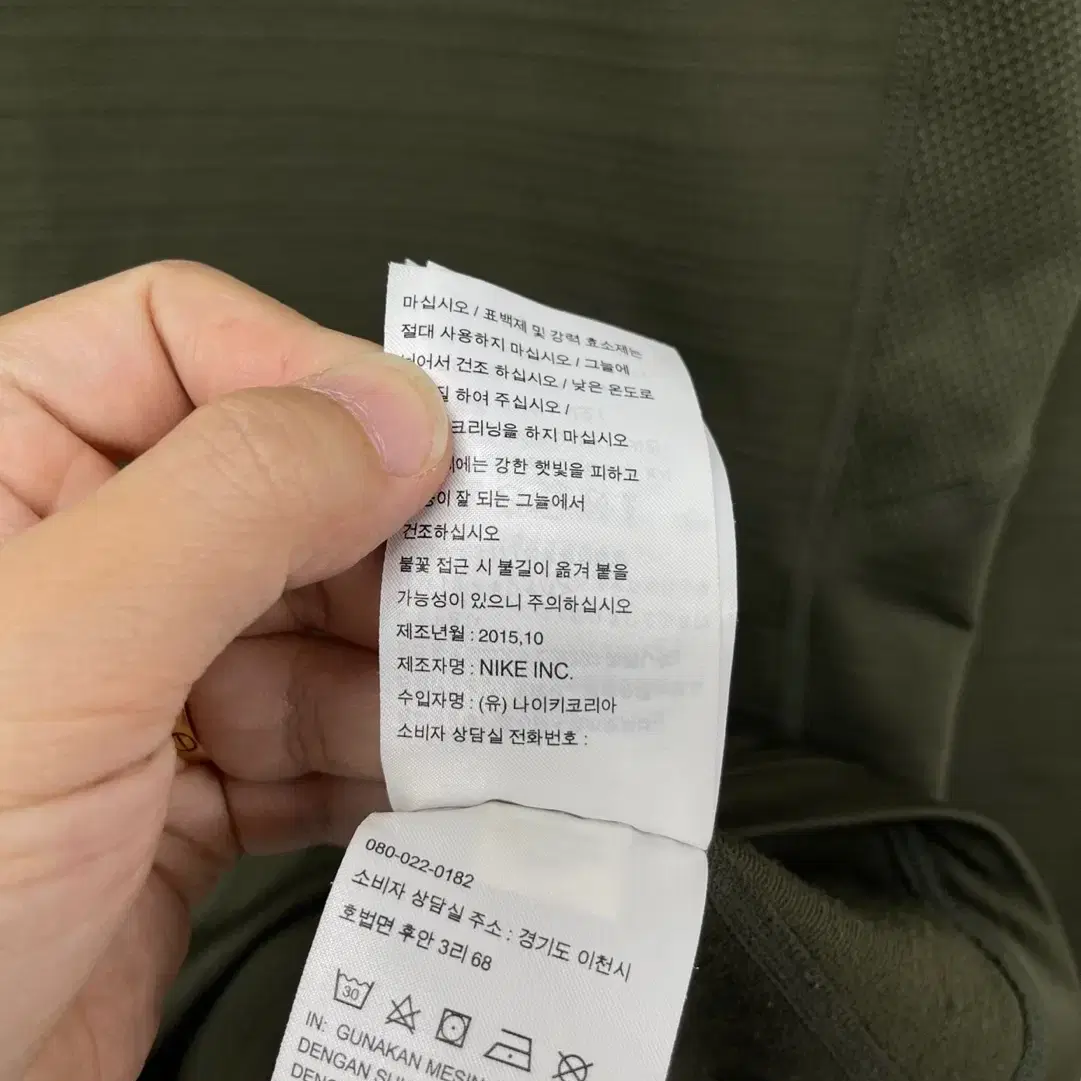 마십시오 / 표백제 및 강력 효소제는
절대 사용하지 마십시오 / 그늘에
건조 하십시오 / 낮은 온도로
하여 주십시오 /
하지 마십시오
강한 햇빛을 피하고
잘 되는 그늘에서
건조하십시오
불꽃 접근 시 불길이 옮겨 붙을
가능성이 있으니 주의하십시오
제조년월 : 2015,10
제조자명 : NIKE INC.
수입자명 : (유) 나이키코리아
소비자 상담실 전화번호 :
080-022-0182
소비자 상담실 주소 : 경기도 이천시
호법면 후안 3리 68
30
IN: GUNAKAN MESIN
DENGAN